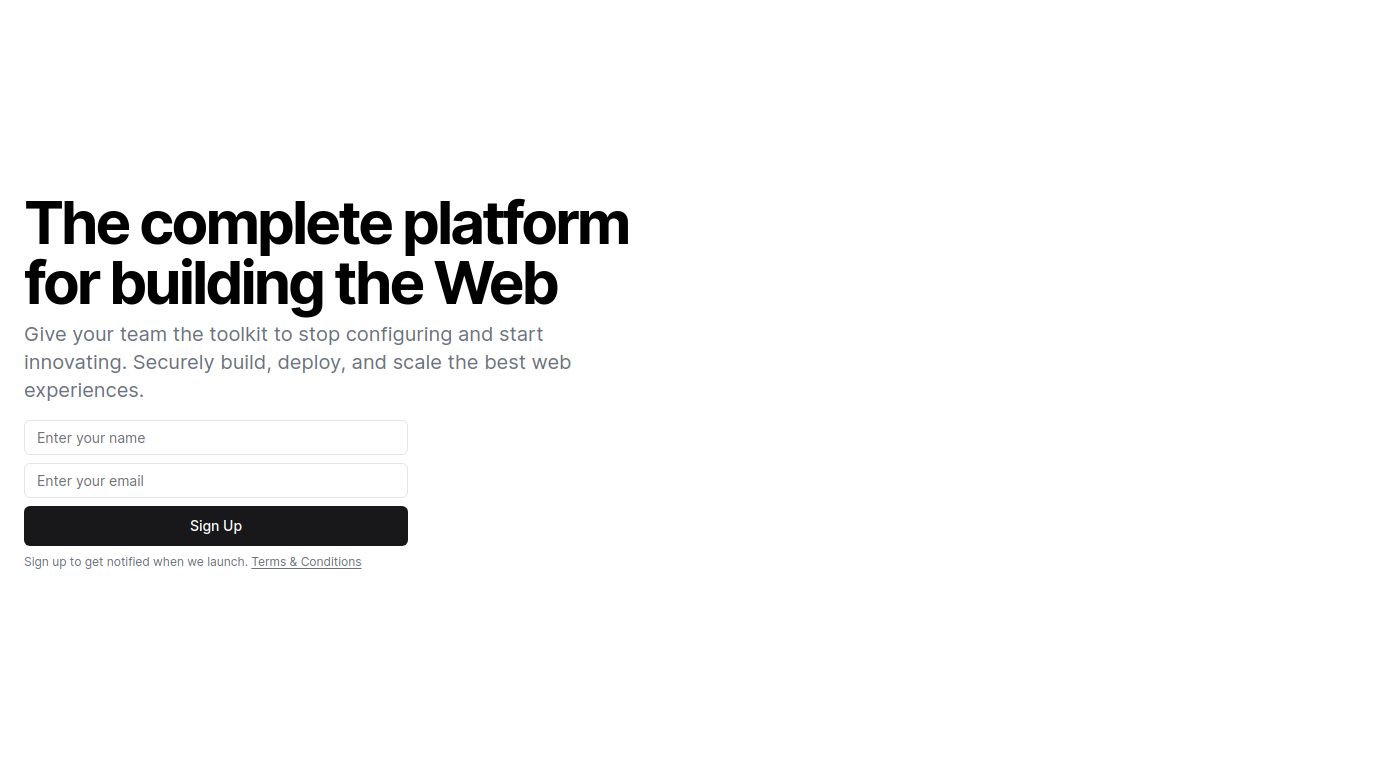 The complete platform
for building the Web
Give your team the toolkit to stop configuring and start
innovating. Securely build, deploy, and scale the best web
experiences.
Enter your name
Enter your email
Sign Up
Sign up to get notified when we launch. Terms & Conditions